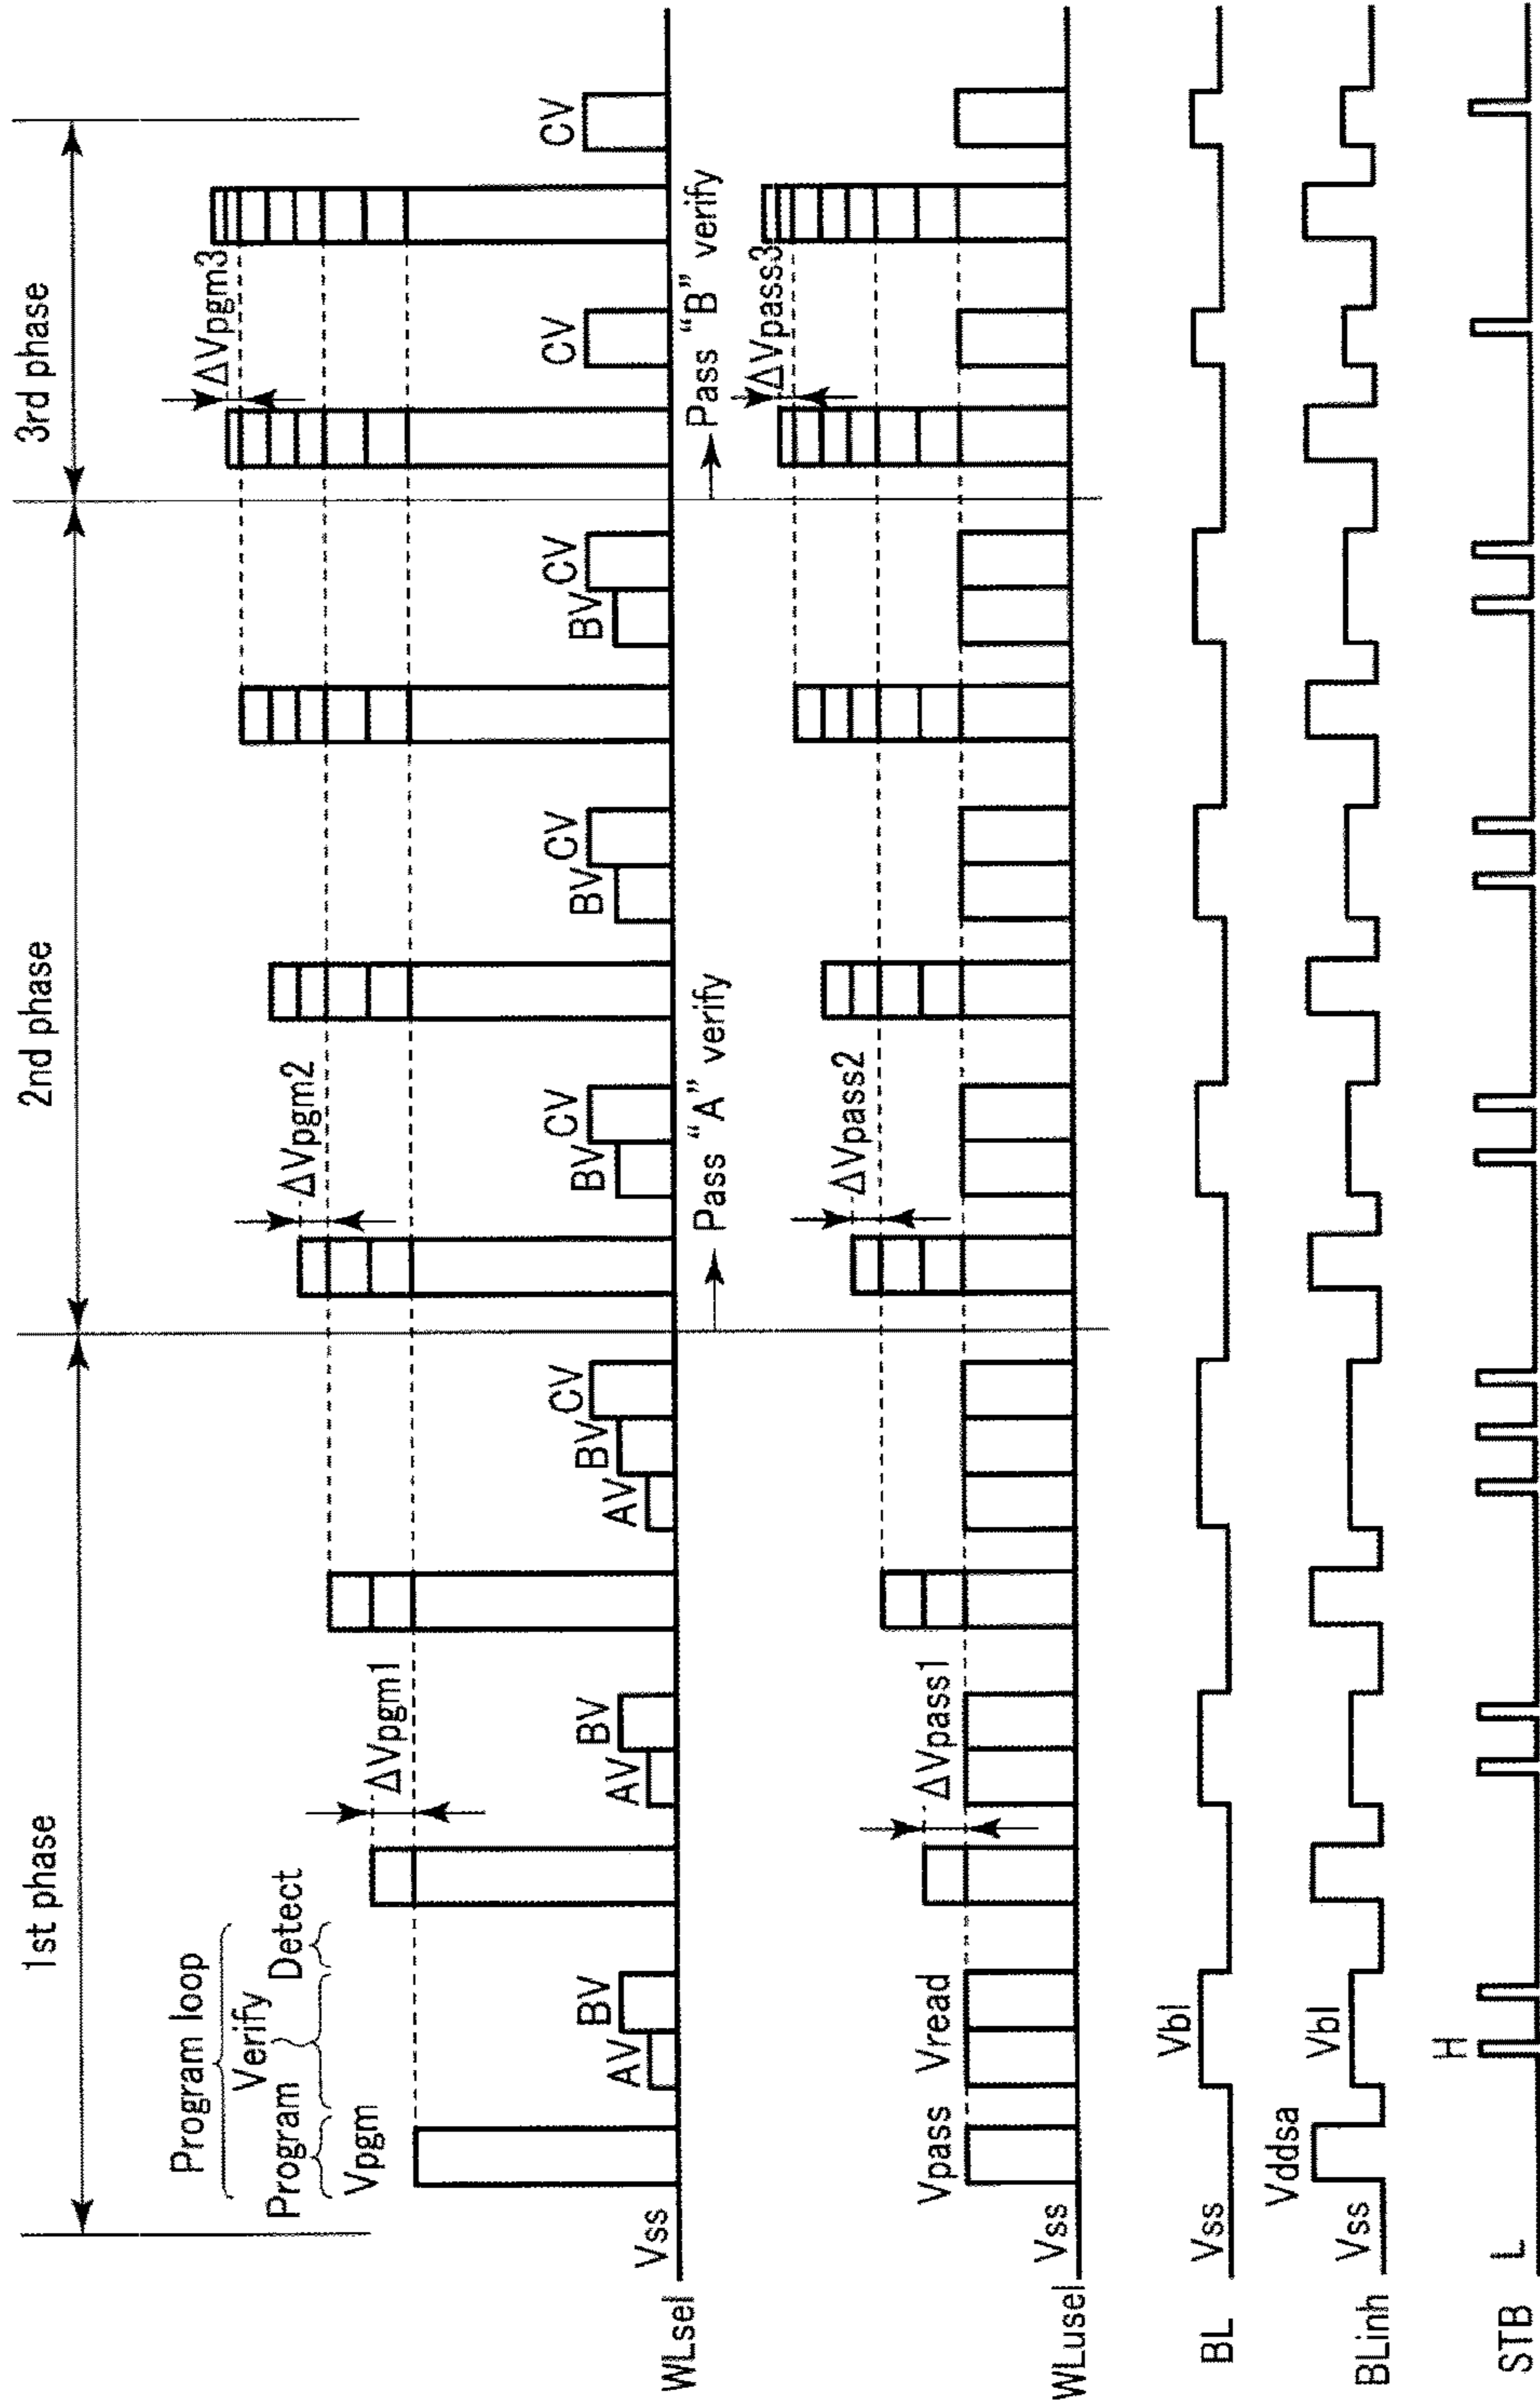 1st phase
2nd phase
3rd phase
Program loop
Program
Verify
Detect
Vpgm
AV
BV
ΔVpgm1
AV
BV
AV
BV
CV
ΔVpgm2
BV
CV
BV
CV
BV
CV
ΔVpgm3
CV
CV
WLsel
Vss
Pass “A” verify
Pass “B” verify
Vpass
Vread
ΔVpass1
ΔVpass2
ΔVpass3
WLusel
Vss
BL
Vss
Vbl
BLinh
Vss
Vddsa
Vbl
STB
L
H